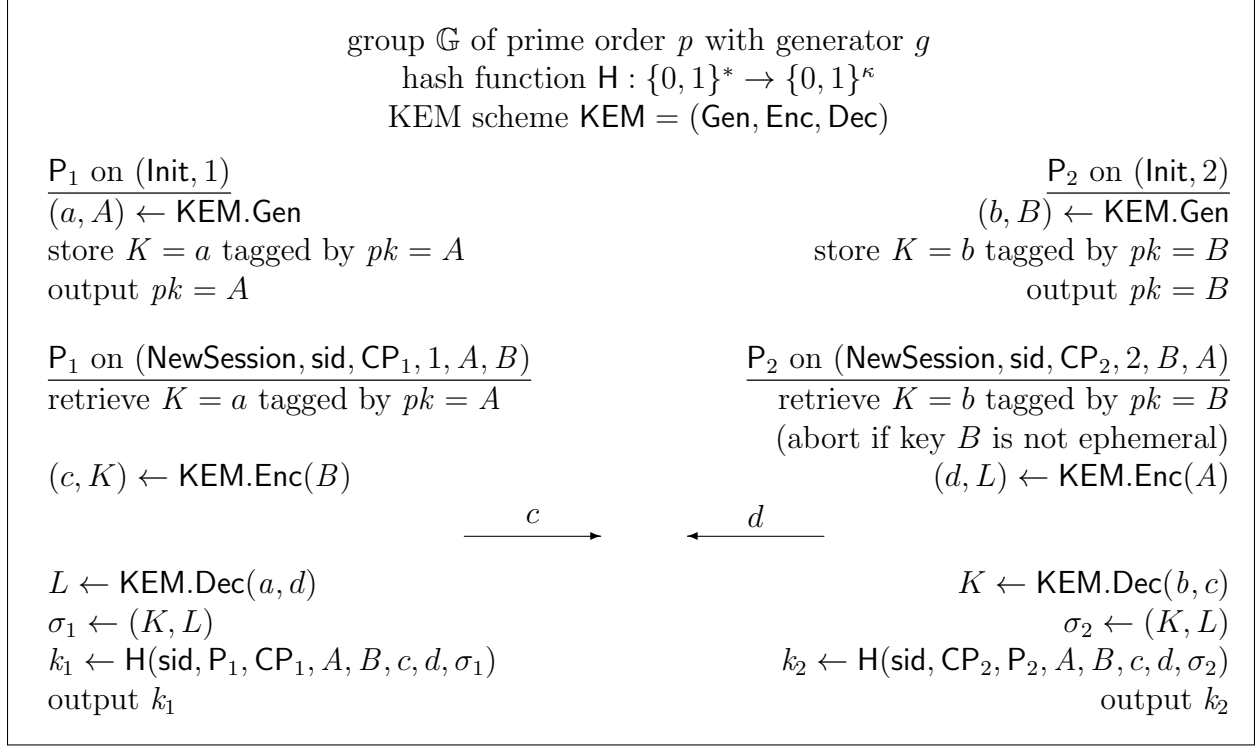 group 𝔾 of prime order p with generator g
hash function H : {0, 1}* → {0, 1}^κ
KEM scheme KEM = (Gen, Enc, Dec)
P₁ on (Init, 1)
(a, A) ← KEM.Gen
store K = a tagged by pk = A
output pk = A
P₂ on (Init, 2)
(b, B) ← KEM.Gen
store K = b tagged by pk = B
output pk = B
P₁ on (NewSession, sid, CP₁, 1, A, B)
retrieve K = a tagged by pk = A
(c, K) ← KEM.Enc(B)
P₂ on (NewSession, sid, CP₂, 2, B, A)
retrieve K = b tagged by pk = B
(abort if key B is not ephemeral)
(d, L) ← KEM.Enc(A)
c
d
L ← KEM.Dec(a, d)
σ₁ ← (K, L)
k₁ ← H(sid, P₁, CP₁, A, B, c, d, σ₁)
output k₁
K ← KEM.Dec(b, c)
σ₂ ← (K, L)
k₂ ← H(sid, CP₂, P₂, A, B, c, d, σ₂)
output k₂